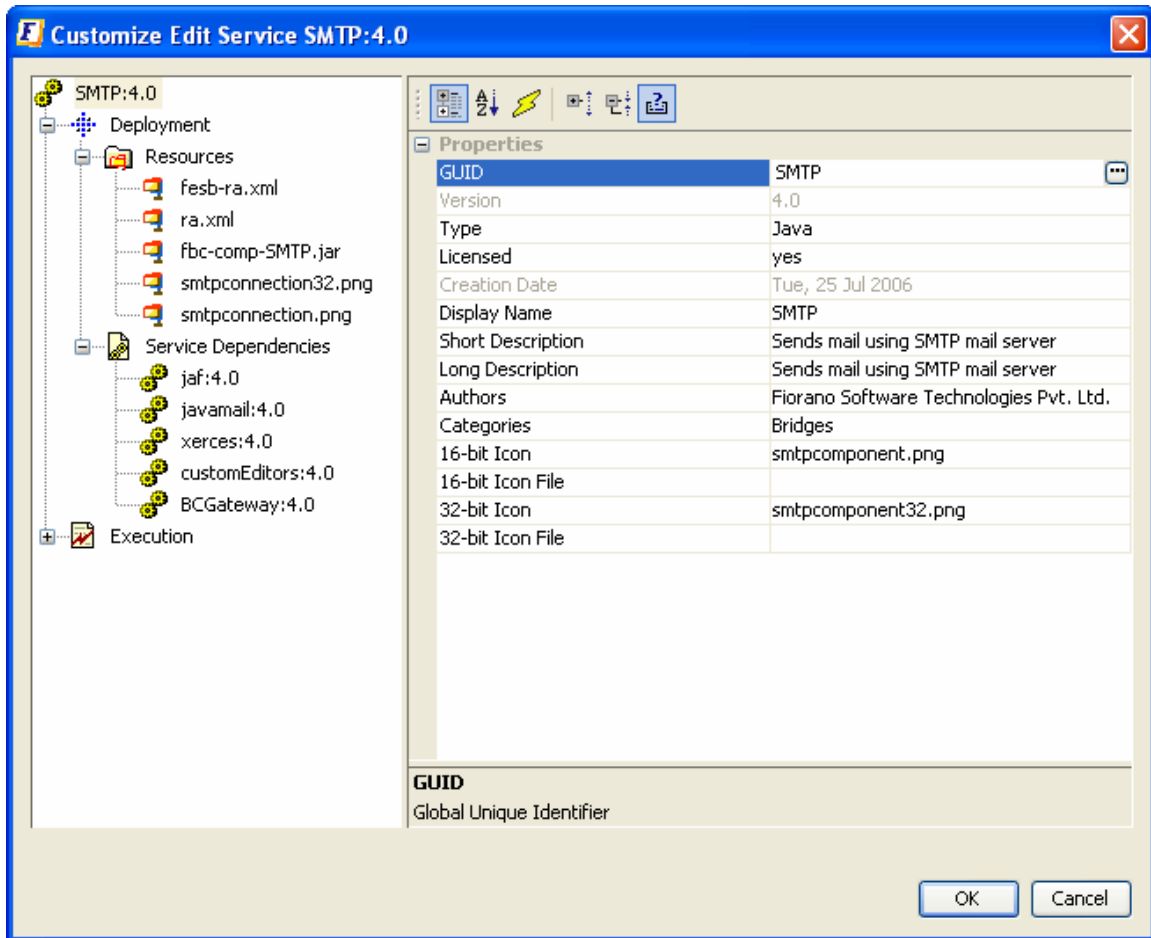 Customize Edit Service SMTP:4.0
SMTP:4.0
Deployment
Resources
fesb-ra.xml
ra.xml
fbc-comp-SMTP.jar
smtpconnection32.png
smtpconnection.png
Service Dependencies
jaf:4.0
javamail:4.0
xerces:4.0
customEditors:4.0
BCGateway:4.0
Execution
Properties
GUID SMTP
Version 4.0
Type Java
Licensed yes
Creation Date Tue, 25 Jul 2006
Display Name SMTP
Short Description Sends mail using SMTP mail server
Long Description Sends mail using SMTP mail server
Authors Fiorano Software Technologies Pvt. Ltd.
Categories Bridges
16-bit Icon smtpcomponent.png
16-bit Icon File
32-bit Icon smtpcomponent32.png
32-bit Icon File
GUID
Global Unique Identifier
OK Cancel